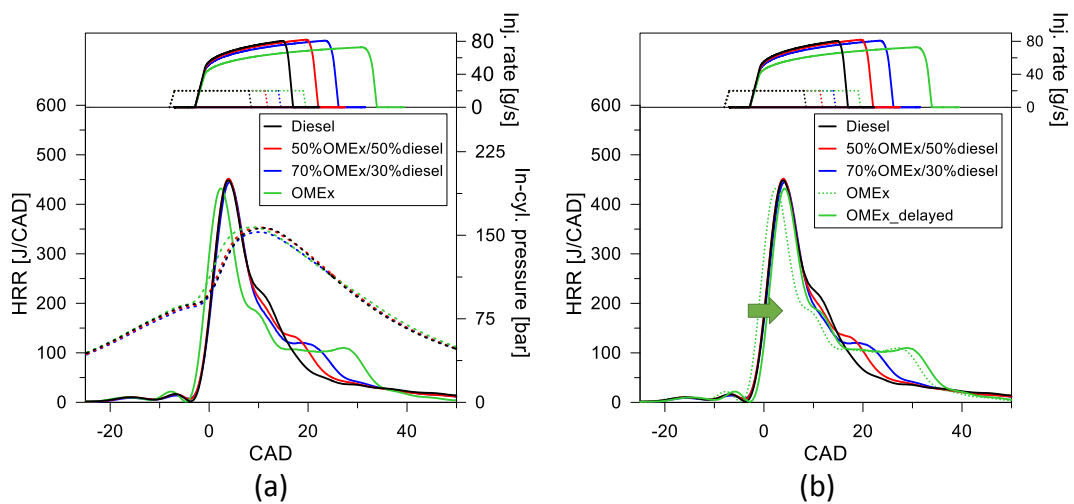 Inj. rate [g/s]
80
40
0
600
500
400
300
200
100
0
HRR [J/CAD]
Diesel
50%OMEx/50%diesel
70%OMEx/30%diesel
OMEx
225
150
75
0
In-cyl. pressure [bar]
-20 0 20 40
CAD
(a)
Inj. rate [g/s]
80
40
0
600
500
400
300
200
100
0
HRR [J/CAD]
Diesel
50%OMEx/50%diesel
70%OMEx/30%diesel
OMEx
OMEx_delayed
-20 0 20 40
CAD
(b)